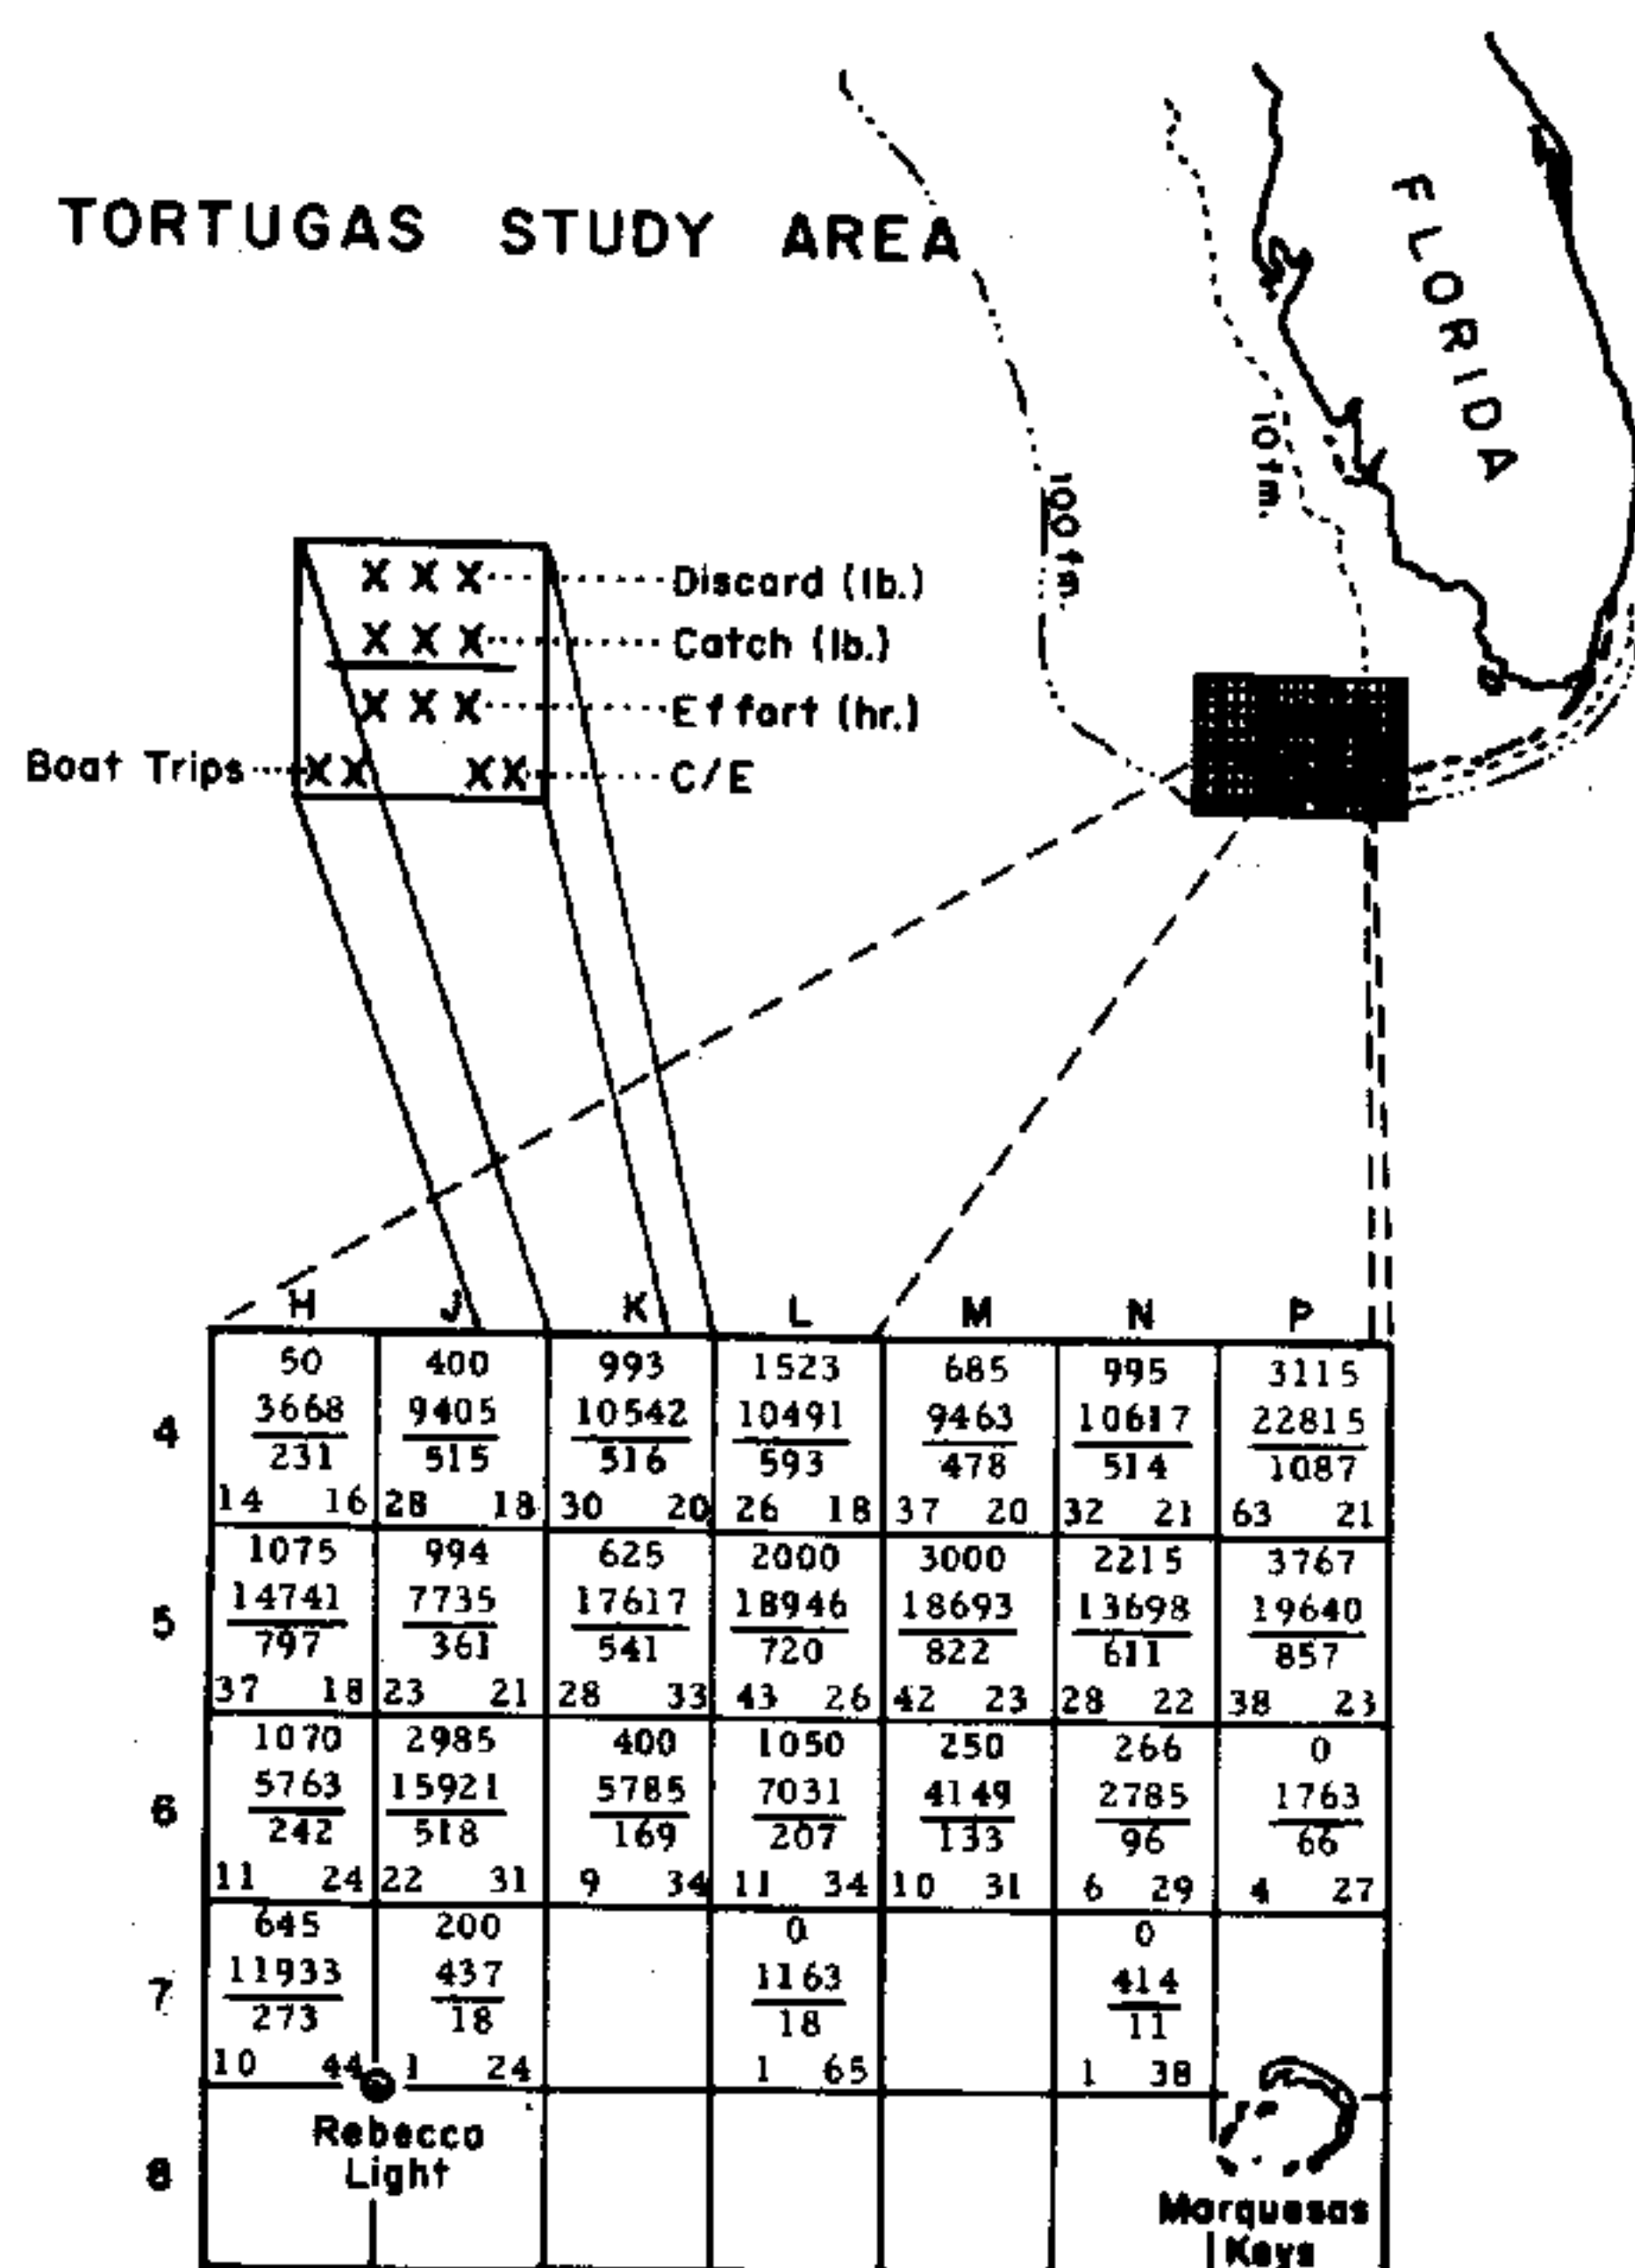 TORTUGAS STUDY AREA
FLORIDA
10 fm.
100 fm.
X X X Discard (lb.)
X X X Catch (lb.)
X X X Effort (hr.)
Boat Trips XX XX C/E
H J K L M N P
50 400 993 1523 685 995 3115
4 3668 9405 10542 10491 9463 10617 22815
231 515 516 593 478 514 1087
14 16 28 18 30 20 26 18 37 20 32 21 63 21
1075 994 625 2000 3000 2215 3767
5 14741 7735 17617 18946 18693 13698 19640
797 361 541 720 822 611 857
37 18 23 21 28 33 43 26 42 23 28 22 38 23
1070 2985 400 1050 250 266 0
6 5763 15921 5785 7031 4149 2785 1763
242 518 169 207 133 96 66
11 24 22 31 9 34 11 34 10 31 6 29 4 27
645 200 0 0
7 11933 437 1163 414
273 18 18 11
10 44 1 24 1 65 1 38
Rebecca
8 Light
Marquesas
Keys